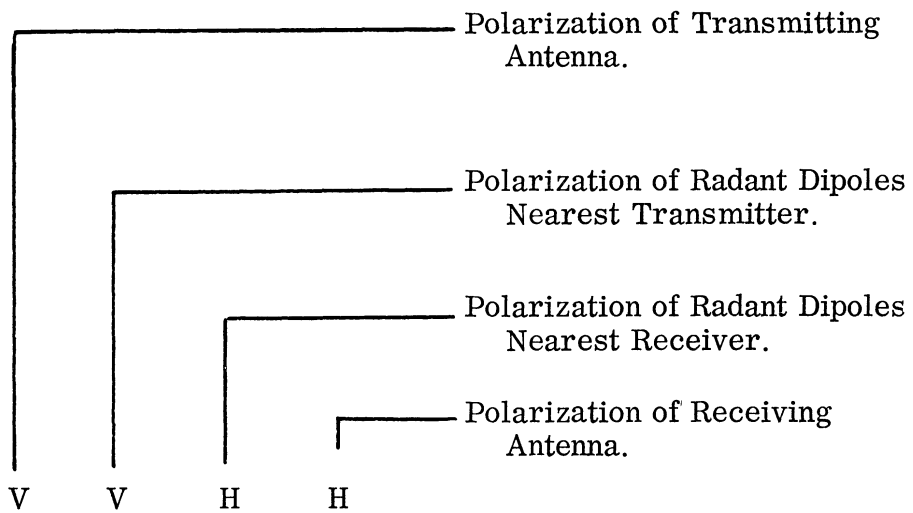 Polarization of Transmitting
Antenna.
Polarization of Radant Dipoles
Nearest Transmitter.
Polarization of Radant Dipoles
Nearest Receiver.
Polarization of Receiving
Antenna.
V V H H